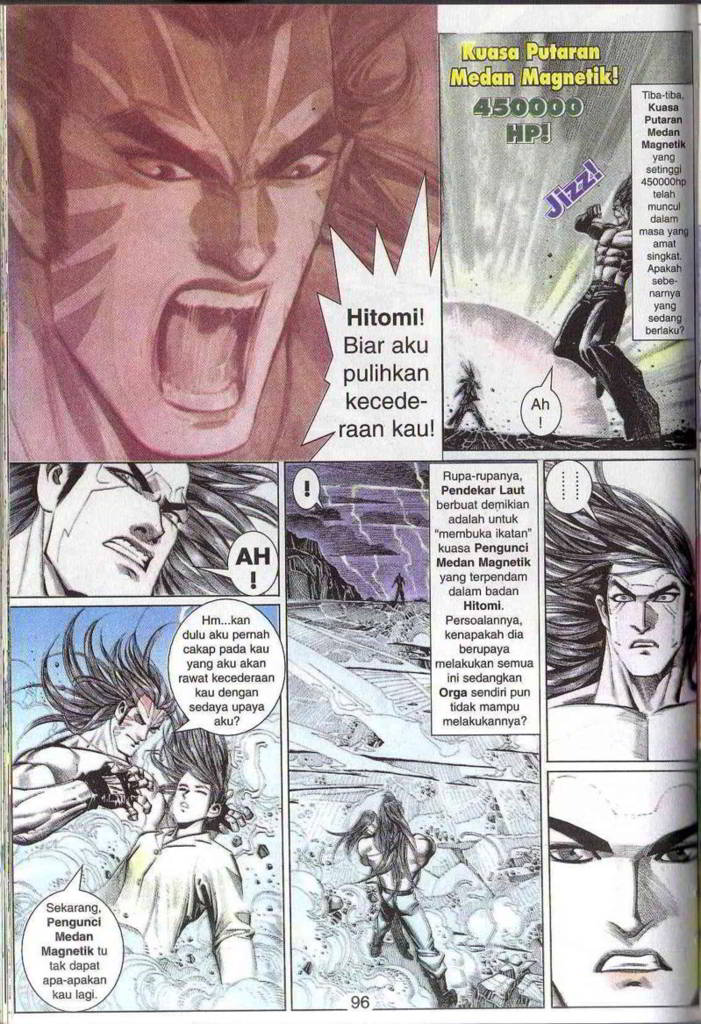 Hitomi!
Biar aku
pulihkan
kecede-
raan kau!
Kuasa Putaran
Medan Magnetik!
450000
HP!
Jizz!
Tiba-tiba,
Kuasa
Putaran
Medan
Magnetik
yang
setinggi
450000hp
telah
muncul
dalam
masa yang
amat
singkat.
Apakah
sebe-
narnya
yang
sedang
berlaku?
Ah
!
AH
!
!
Rupa-rupanya,
Pendekar Laut
berbuat demikian
adalah untuk
"membuka ikatan"
kuasa Pengunci
Medan Magnetik
yang terpendam
dalam badan
Hitomi.
Persoalannya,
kenapakah dia
berupaya
melakukan semua
ini sedangkan
Orga sendiri pun
tidak mampu
melakukannya?
Hm...kan
dulu aku pernah
cakap pada kau
yang aku akan
rawat kecederaan
kau dengan
sedaya upaya
aku?
Sekarang,
Pengunci
Medan
Magnetik tu
tak dapat
apa-apakan
kau lagi.
96